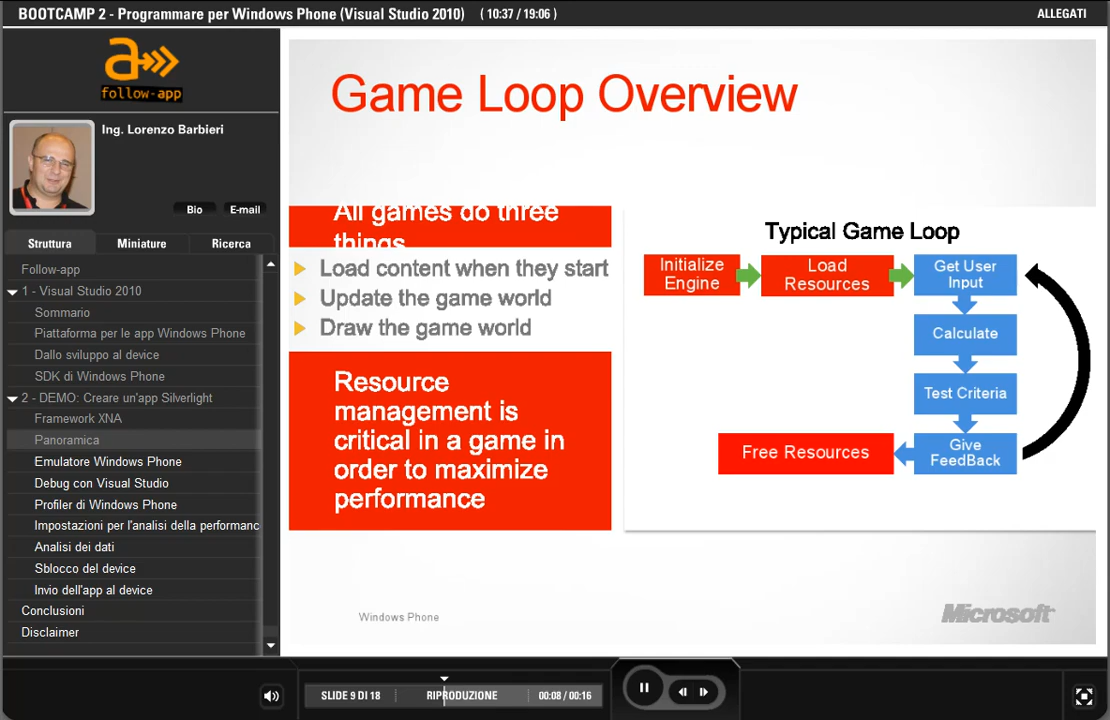 BOOTCAMP 2 - Programmare per Windows Phone (Visual Studio 2010) ( 10:37 / 19:06 )
ALLEGATI
a
follow-app
Ing. Lorenzo Barbieri
Bio
E-mail
Struttura
Miniature
Ricerca
Follow-app
1 - Visual Studio 2010
Sommario
Piattaforma per le app Windows Phone
Dallo sviluppo al device
SDK di Windows Phone
2 - DEMO: Creare un'app Silverlight
Framework XNA
Panoramica
Emulatore Windows Phone
Debug con Visual Studio
Profiler di Windows Phone
Impostazioni per l'analisi della performanc
Analisi dei dati
Sblocco del device
Invio dell'app al device
Conclusioni
Disclaimer
Game Loop Overview
All games do three
things
Load content when they start
Update the game world
Draw the game world
Resource
management is
critical in a game in
order to maximize
performance
Typical Game Loop
Initialize
Engine
Load
Resources
Get User
Input
Calculate
Test Criteria
Give
FeedBack
Free Resources
Windows Phone
Microsoft
SLIDE 9 DI 18
RIPRODUZIONE
00:08 / 00:16